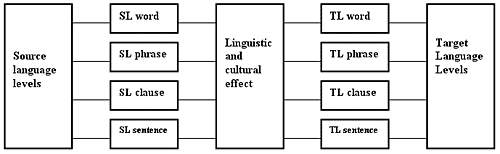 Source
language
levels
SL word
SL phrase
SL clause
SL sentence
Linguistic
and
cultural
effect
TL word
TL phrase
TL clause
TL sentence
Target
Language
Levels